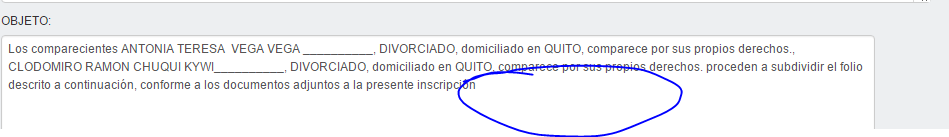 OBJETO:
Los comparecientes ANTONIA TERESA  VEGA VEGA __________, DIVORCIADO, domiciliado en QUITO, comparece por sus propios derechos.,
CLODOMIRO RAMON CHUQUI KYWI__________, DIVORCIADO, domiciliado en QUITO, comparece por sus propios derechos. proceden a subdividir el folio
descrito a continuación, conforme a los documentos adjuntos a la presente inscripción